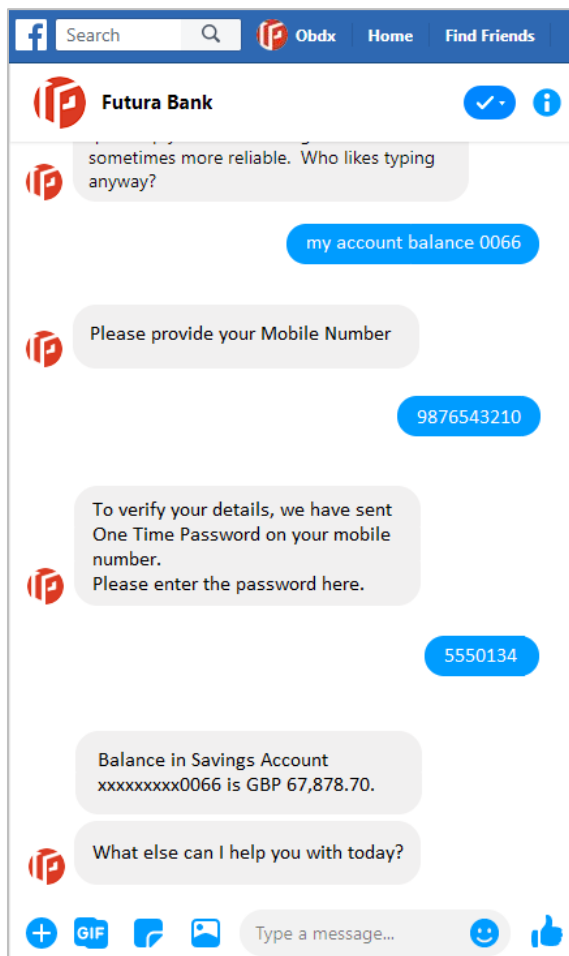 f Search Obdx Home Find Friends
Futura Bank
sometimes more reliable.  Who likes typing
anyway?
my account balance 0066
Please provide your Mobile Number
9876543210
To verify your details, we have sent
One Time Password on your mobile
number.
Please enter the password here.
5550134
Balance in Savings Account
xxxxxxxxx0066 is GBP 67,878.70.
What else can I help you with today?
GIF Type a message...